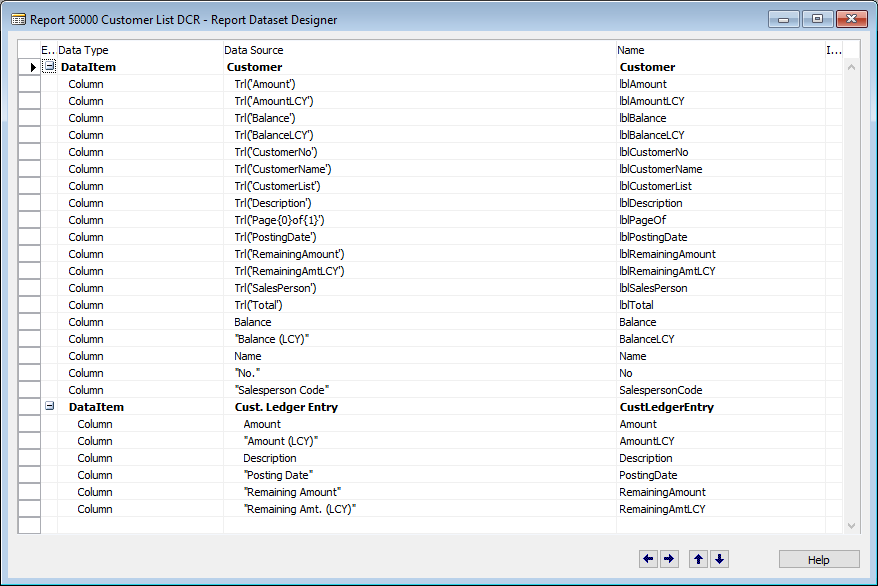 Report 50000 Customer List DCR - Report Dataset Designer
E.. Data Type Data Source Name I...
DataItem Customer Customer
Column Trl('Amount') lblAmount
Column Trl('AmountLCY') lblAmountLCY
Column Trl('Balance') lblBalance
Column Trl('BalanceLCY') lblBalanceLCY
Column Trl('CustomerNo') lblCustomerNo
Column Trl('CustomerName') lblCustomerName
Column Trl('CustomerList') lblCustomerList
Column Trl('Description') lblDescription
Column Trl('Page{0}of{1}') lblPageOf
Column Trl('PostingDate') lblPostingDate
Column Trl('RemainingAmount') lblRemainingAmount
Column Trl('RemainingAmtLCY') lblRemainingAmtLCY
Column Trl('SalesPerson') lblSalesPerson
Column Trl('Total') lblTotal
Column Balance Balance
Column "Balance (LCY)" BalanceLCY
Column Name Name
Column "No." No
Column "Salesperson Code" SalespersonCode
DataItem Cust. Ledger Entry CustLedgerEntry
Column Amount Amount
Column "Amount (LCY)" AmountLCY
Column Description Description
Column "Posting Date" PostingDate
Column "Remaining Amount" RemainingAmount
Column "Remaining Amt. (LCY)" RemainingAmtLCY
Help